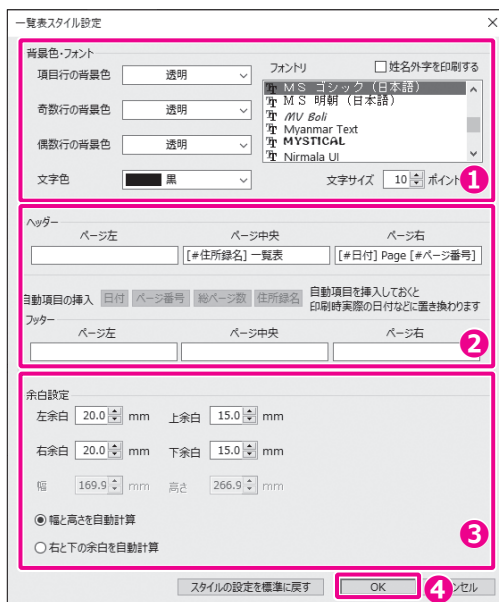 一覧表スタイル設定
背景色・フォント
項目行の背景色 透明
奇数行の背景色 透明
偶数行の背景色 透明
文字色 黒
フォントリ 姓名外字を印刷する
MS ゴシック (日本語)
MS 明朝 (日本語)
MV Boli
Myanmar Text
MYSTICAL
Nirmala UI
文字サイズ 10 ポイント
1
ヘッダー
ページ左 ページ中央 ページ右
[#住所録名] 一覧表 [#日付] Page [#ページ番号]
自動項目の挿入 日付 ページ番号 総ページ数 住所録名 自動項目を挿入しておくと
印刷時実際の日付などに置き換わります
フッター
ページ左 ページ中央 ページ右
2
余白設定
左余白 20.0 mm 上余白 15.0 mm
右余白 20.0 mm 下余白 15.0 mm
幅 169.9 mm 高さ 266.9 mm
幅と高さを自動計算
右と下の余白を自動計算
3
スタイルの設定を標準に戻す OK 4 ンセル